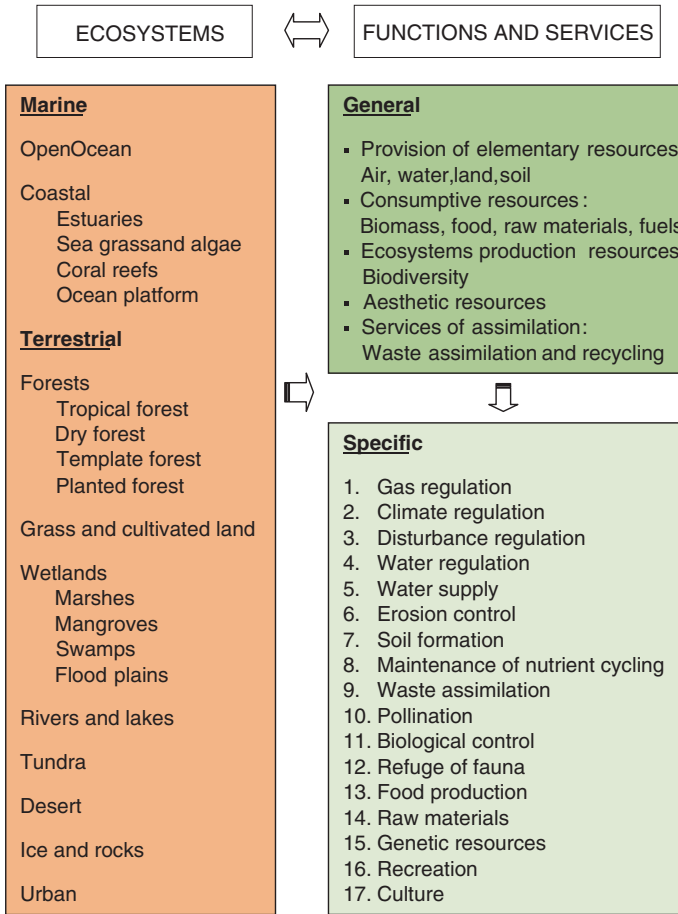 ECOSYSTEMS
FUNCTIONS AND SERVICES
Marine
OpenOcean
Coastal
Estuaries
Sea grassand algae
Coral reefs
Ocean platform
Terrestrial
Forests
Tropical forest
Dry forest
Template forest
Planted forest
Grass and cultivated land
Wetlands
Marshes
Mangroves
Swamps
Flood plains
Rivers and lakes
Tundra
Desert
Ice and rocks
Urban
General
▪ Provision of elementary resources
Air, water,land,soil
▪ Consumptive resources:
Biomass, food, raw materials, fuels
▪ Ecosystems production resources
Biodiversity
▪ Aesthetic resources
▪ Services of assimilation:
Waste assimilation and recycling
Specific
1. Gas regulation
2. Climate regulation
3. Disturbance regulation
4. Water regulation
5. Water supply
6. Erosion control
7. Soil formation
8. Maintenance of nutrient cycling
9. Waste assimilation
10. Pollination
11. Biological control
12. Refuge of fauna
13. Food production
14. Raw materials
15. Genetic resources
16. Recreation
17. Culture